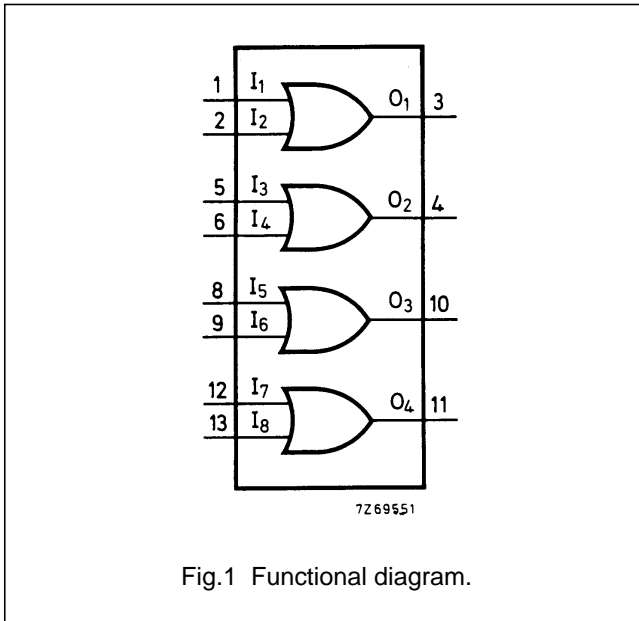 1 I1 O1 3
2 I2
5 I3 O2 4
6 I4
8 I5 O3 10
9 I6
12 I7 O4 11
13 I8
7Z69551
Fig.1 Functional diagram.